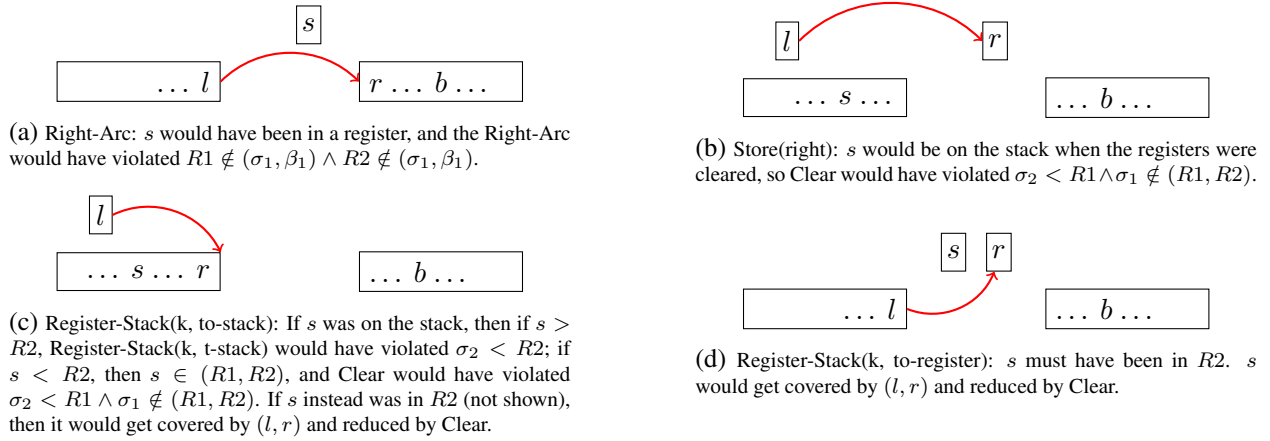 s
… l
r … b …
(a) Right-Arc: s would have been in a register, and the Right-Arc
would have violated R1 ∉ (σ₁, β₁) ∧ R2 ∉ (σ₁, β₁).
l
r
… s …
… b …
(b) Store(right): s would be on the stack when the registers were
cleared, so Clear would have violated σ₂ < R1∧σ₁ ∉ (R1, R2).
l
… s … r
… b …
(c) Register-Stack(k, to-stack): If s was on the stack, then if s >
R2, Register-Stack(k, t-stack) would have violated σ₂ < R2; if
s < R2, then s ∈ (R1, R2), and Clear would have violated
σ₂ < R1 ∧ σ₁ ∉ (R1, R2). If s instead was in R2 (not shown),
then it would get covered by (l, r) and reduced by Clear.
s
r
… l
… b …
(d) Register-Stack(k, to-register): s must have been in R2. s
would get covered by (l, r) and reduced by Clear.